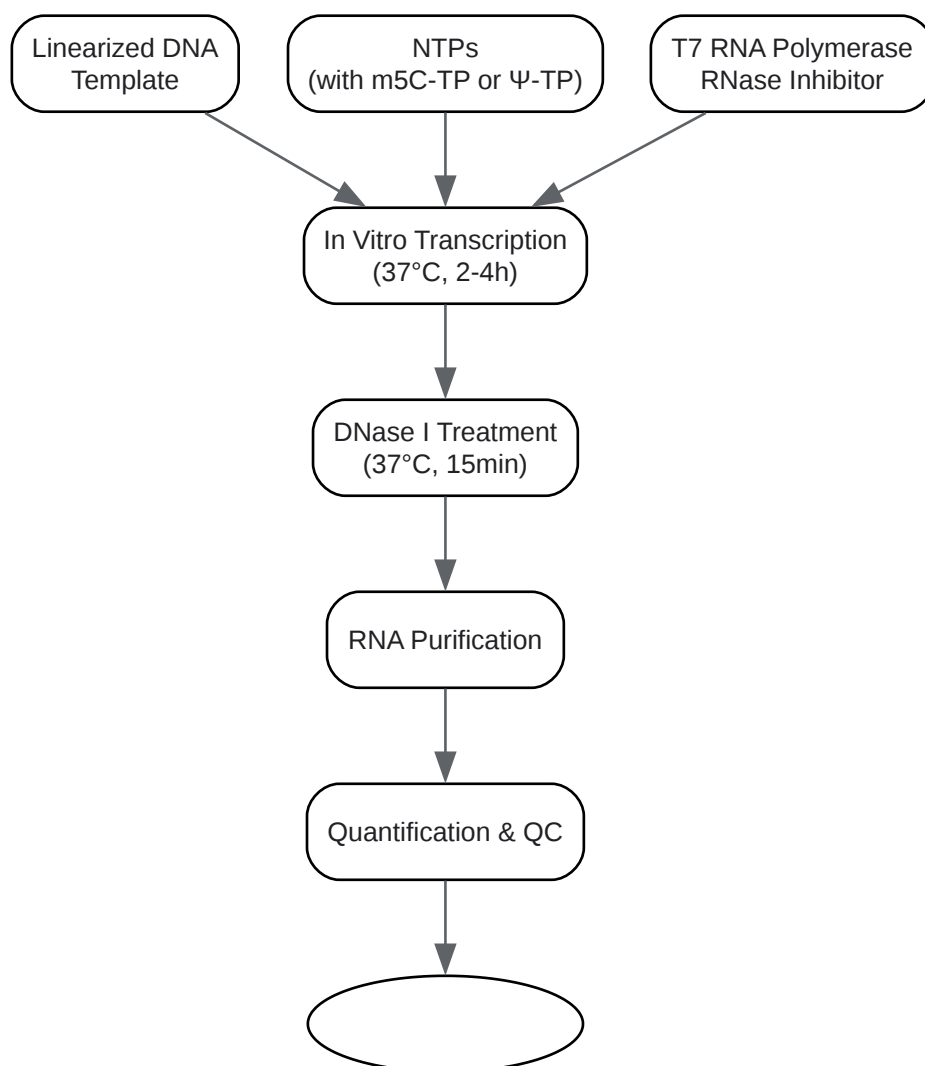 Linearized DNA
Template
NTPs
(with m5C-TP or Ψ-TP)
T7 RNA Polymerase
RNase Inhibitor
In Vitro Transcription
(37°C, 2-4h)
DNase I Treatment
(37°C, 15min)
RNA Purification
Quantification & QC